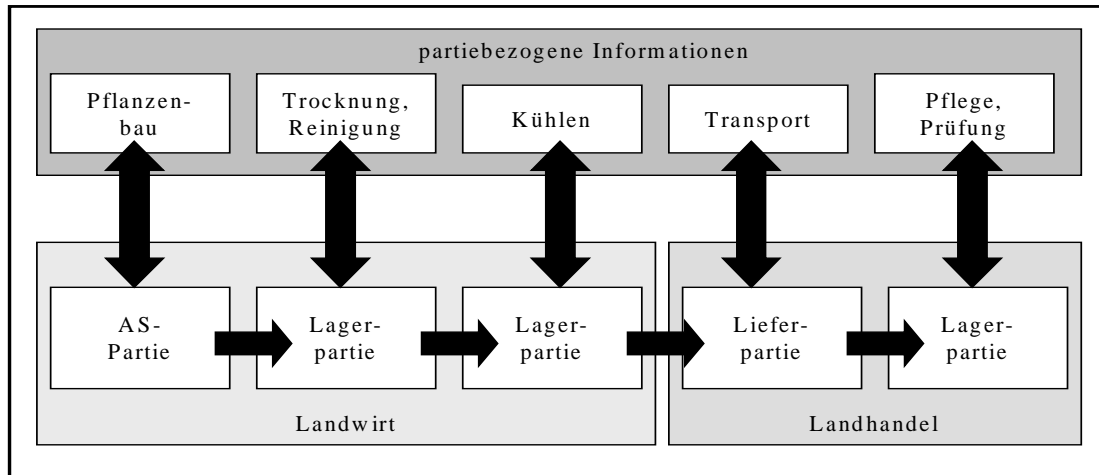 partiebezogene Informationen
Pflanzen-
bau
Trocknung,
Reinigung
Kühlen
Transport
Pflege,
Prüfung
AS-
Partie
Lager-
partie
Lager-
partie
Liefer-
partie
Lager-
partie
Landwirt
Landhandel